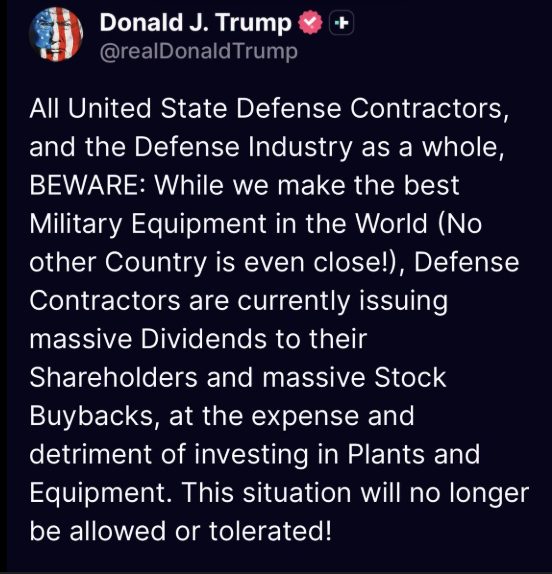 Donald J. Trump
@realDonaldTrump
All United State Defense Contractors,
and the Defense Industry as a whole,
BEWARE: While we make the best
Military Equipment in the World (No
other Country is even close!), Defense
Contractors are currently issuing
massive Dividends to their
Shareholders and massive Stock
Buybacks, at the expense and
detriment of investing in Plants and
Equipment. This situation will no longer
be allowed or tolerated!